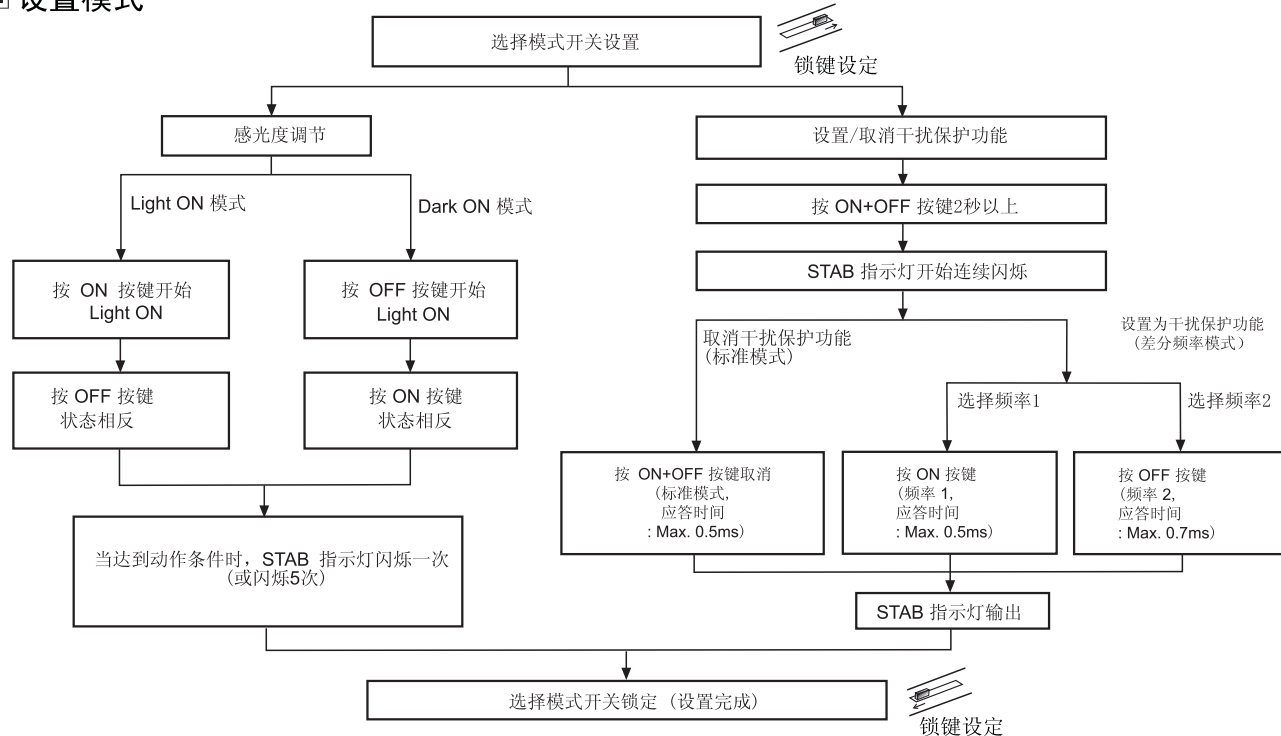 设置模式
选择模式开关设置
锁键设定
感光度调节
设置/取消干扰保护功能
Light ON 模式
Dark ON 模式
按 ON+OFF 按键2秒以上
按 ON 按键开始
Light ON
按 OFF 按键开始
Light ON
STAB 指示灯开始连续闪烁
取消干扰保护功能
(标准模式)
设置为干扰保护功能
(差分频率模式)
按 OFF 按键
状态相反
按 ON 按键
状态相反
选择频率1
选择频率2
按 ON+OFF 按键取消
(标准模式,
应答时间
: Max. 0.5ms)
按 ON 按键
(频率 1,
应答时间
: Max. 0.5ms)
按 OFF 按键
(频率 2,
应答时间
: Max. 0.7ms)
当达到动作条件时，STAB 指示灯闪烁一次
(或闪烁5次)
STAB 指示灯输出
选择模式开关锁定 (设置完成)
锁键设定